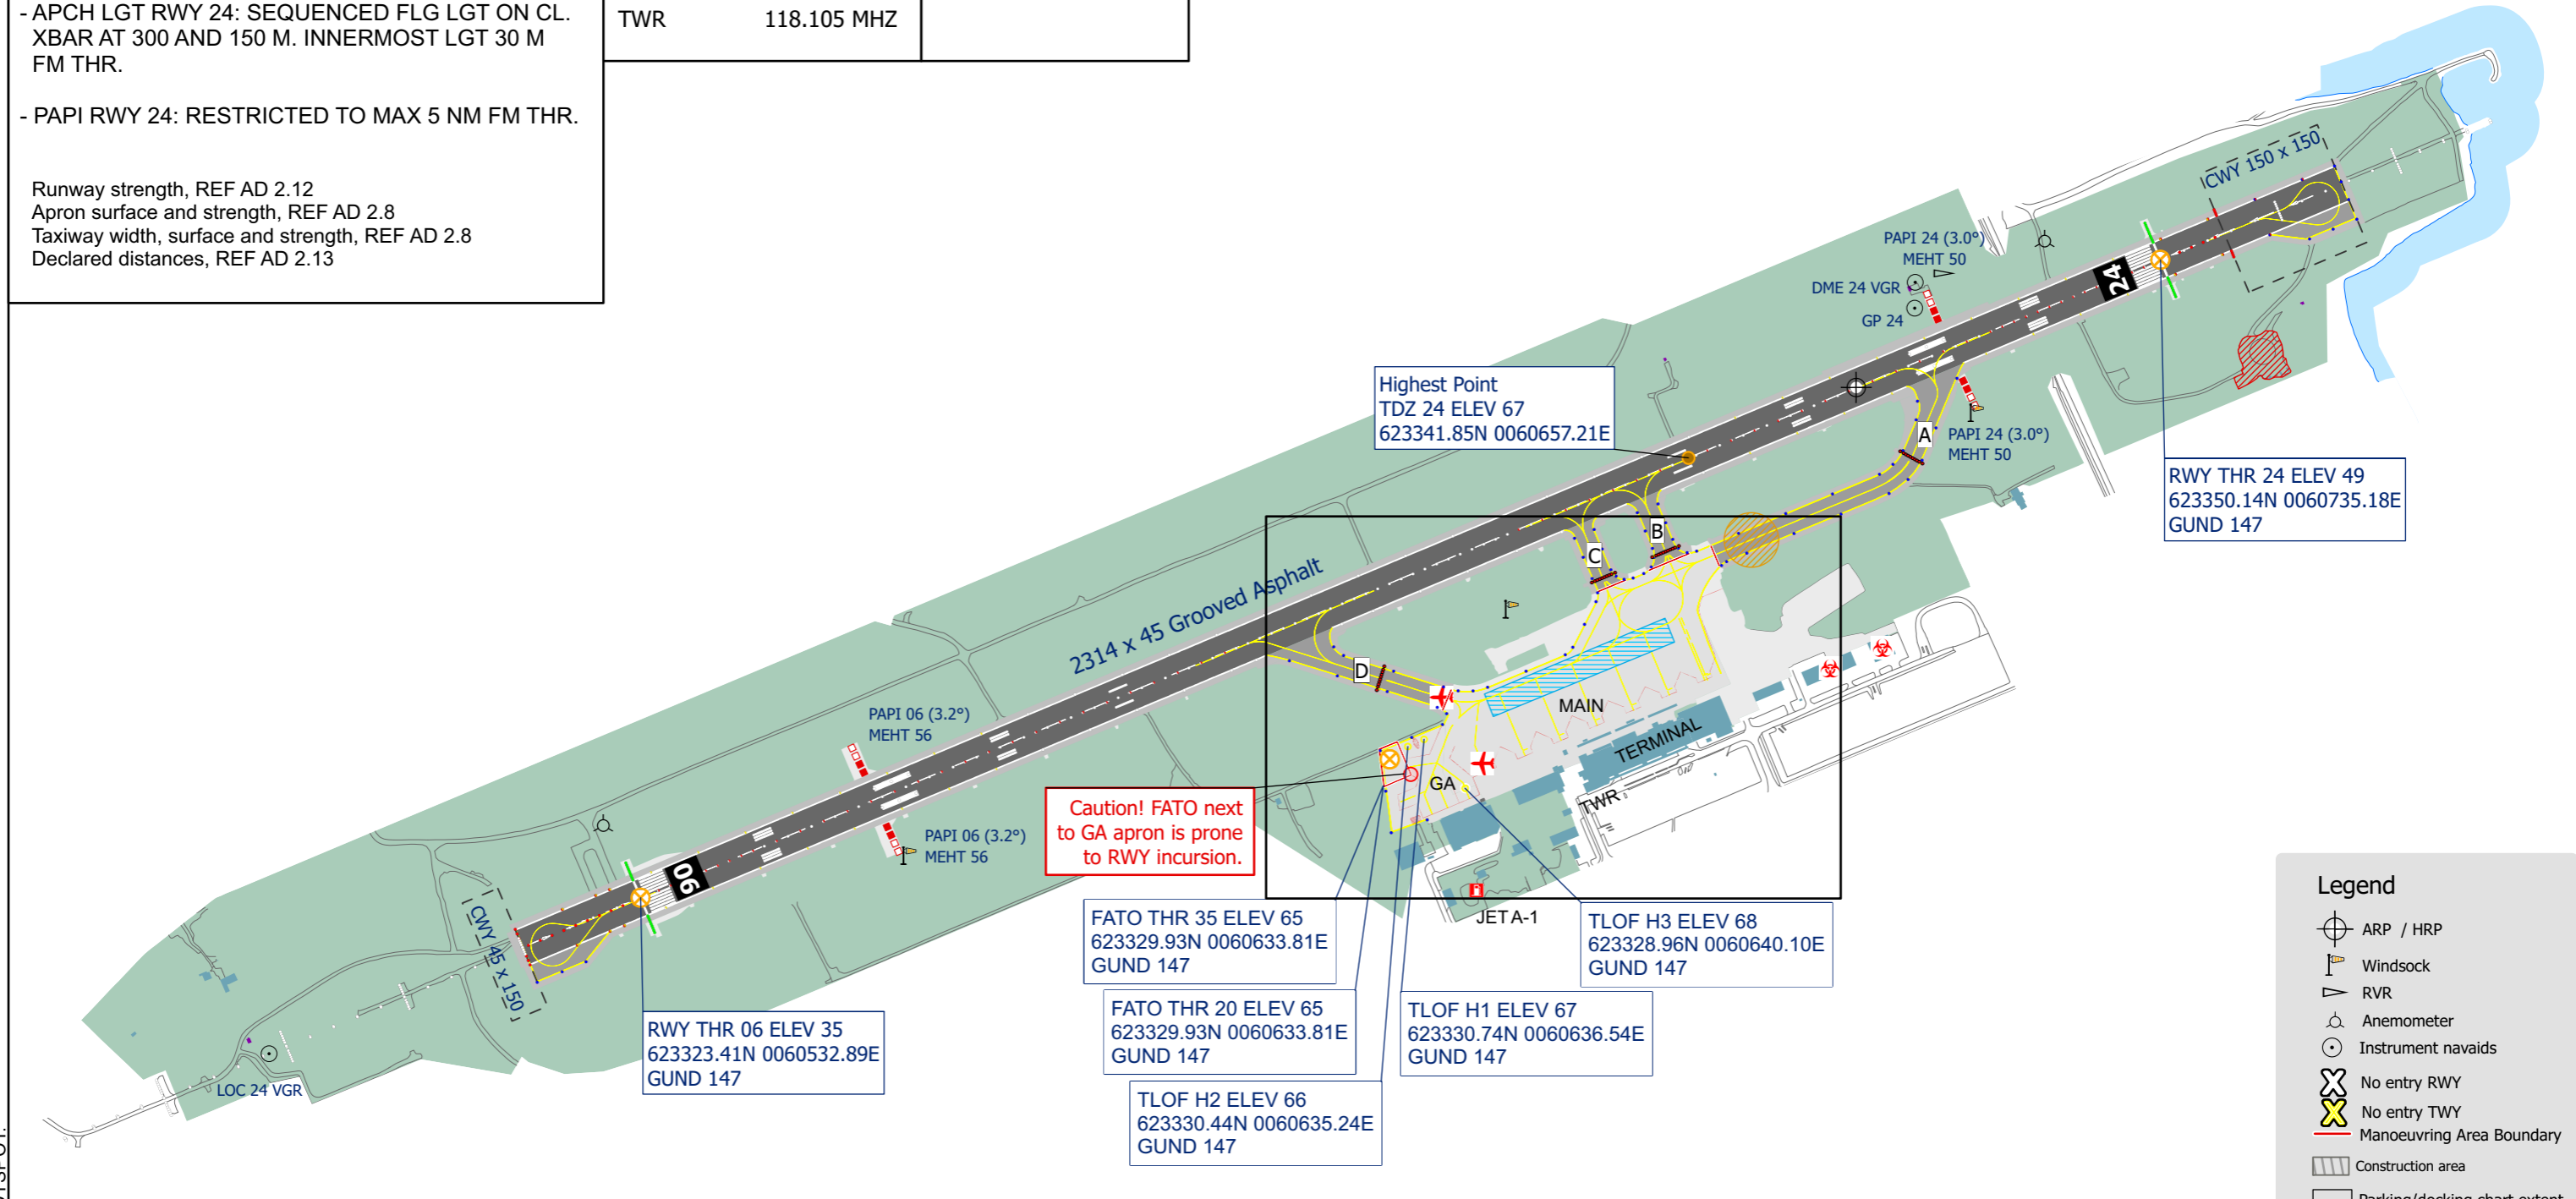 - APCH LGT RWY 24: SEQUENCED FLG LGT ON CL.
XBAR AT 300 AND 150 M. INNERMOST LGT 30 M
FM THR.
- PAPI RWY 24: RESTRICTED TO MAX 5 NM FM THR.
Runway strength, REF AD 2.12
Apron surface and strength, REF AD 2.8
Taxiway width, surface and strength, REF AD 2.8
Declared distances, REF AD 2.13
TWR 118.105 MHZ
CWY 150 x 150
PAPI 24 (3.0°)
MEHT 50
DME 24 VGR
GP 24
24
Highest Point
TDZ 24 ELEV 67
623341.85N 0060657.21E
A
PAPI 24 (3.0°)
MEHT 50
RWY THR 24 ELEV 49
623350.14N 0060735.18E
GUND 147
B
C
2314 x 45 Grooved Asphalt
D
MAIN
TERMINAL
GA
TWR
JET A-1
PAPI 06 (3.2°)
MEHT 56
PAPI 06 (3.2°)
MEHT 56
Caution! FATO next
to GA apron is prone
to RWY incursion.
06
CWY 45 x 150
FATO THR 35 ELEV 65
623329.93N 0060633.81E
GUND 147
TLOF H3 ELEV 68
623328.96N 0060640.10E
GUND 147
FATO THR 20 ELEV 65
623329.93N 0060633.81E
GUND 147
TLOF H1 ELEV 67
623330.74N 0060636.54E
GUND 147
RWY THR 06 ELEV 35
623323.41N 0060532.89E
GUND 147
TLOF H2 ELEV 66
623330.44N 0060635.24E
GUND 147
LOC 24 VGR
Legend
ARP / HRP
Windsock
RVR
Anemometer
Instrument navaids
No entry RWY
No entry TWY
Manoeuvring Area Boundary
Construction area
Parking/docking chart extent